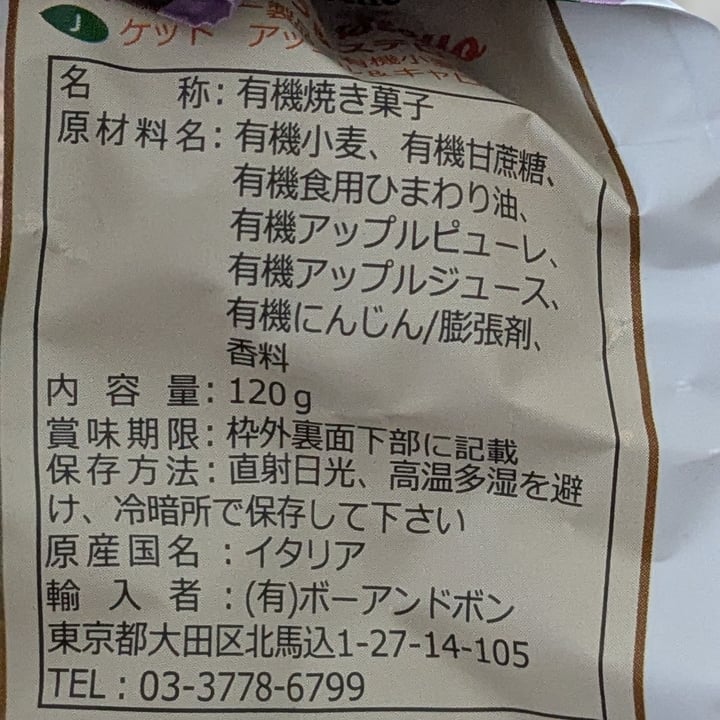 J
ケット アッ
名 称:有機焼き菓子
原材料名:有機小麦、有機甘蔗糖、
有機食用ひまわり油、
有機アップルピューレ、
有機アップルジュース、
有機にんじん/膨張剤、
香料
内容量:120g
賞味期限:枠外裏面下部に記載
保存方法:直射日光、高温多湿を避
け、冷暗所で保存して下さい
原産国名:イタリア
輸入者:(有)ボーアンドボン
東京都大田区北馬込1-27-14-105
TEL:03-3778-6799